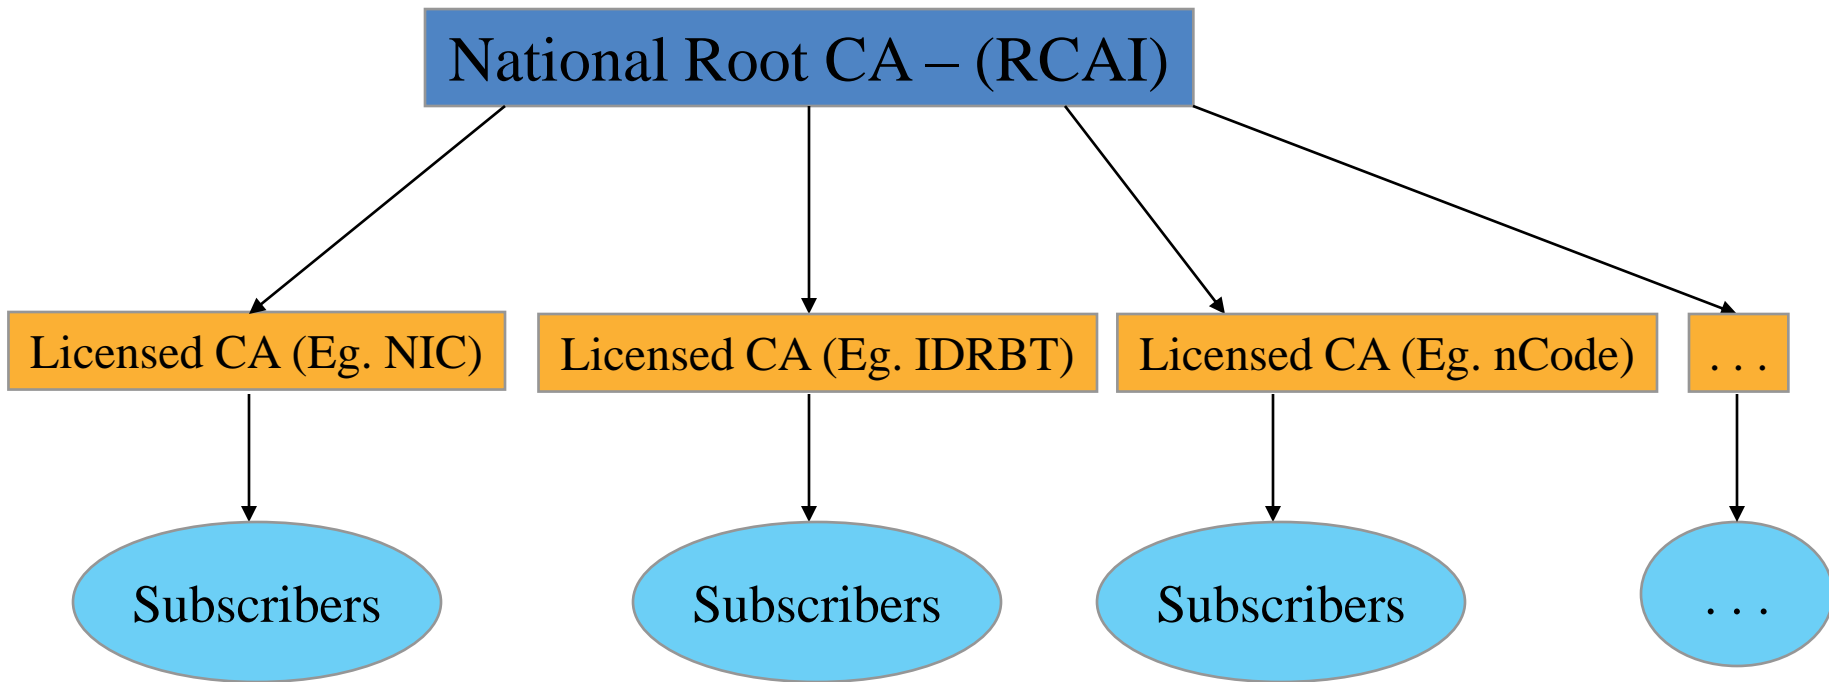 National Root CA – (RCAI)
Licensed CA (Eg. NIC)
Licensed CA (Eg. IDRBT)
Licensed CA (Eg. nCode)
. . .
Subscribers
Subscribers
Subscribers
. . .